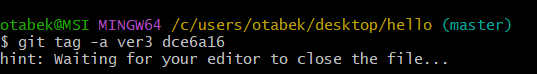 otabek@MSI MINGW64 /c/users/otabek/desktop/hello (master)
$ git tag -a ver3 dce6a16
hint: Waiting for your editor to close the file...